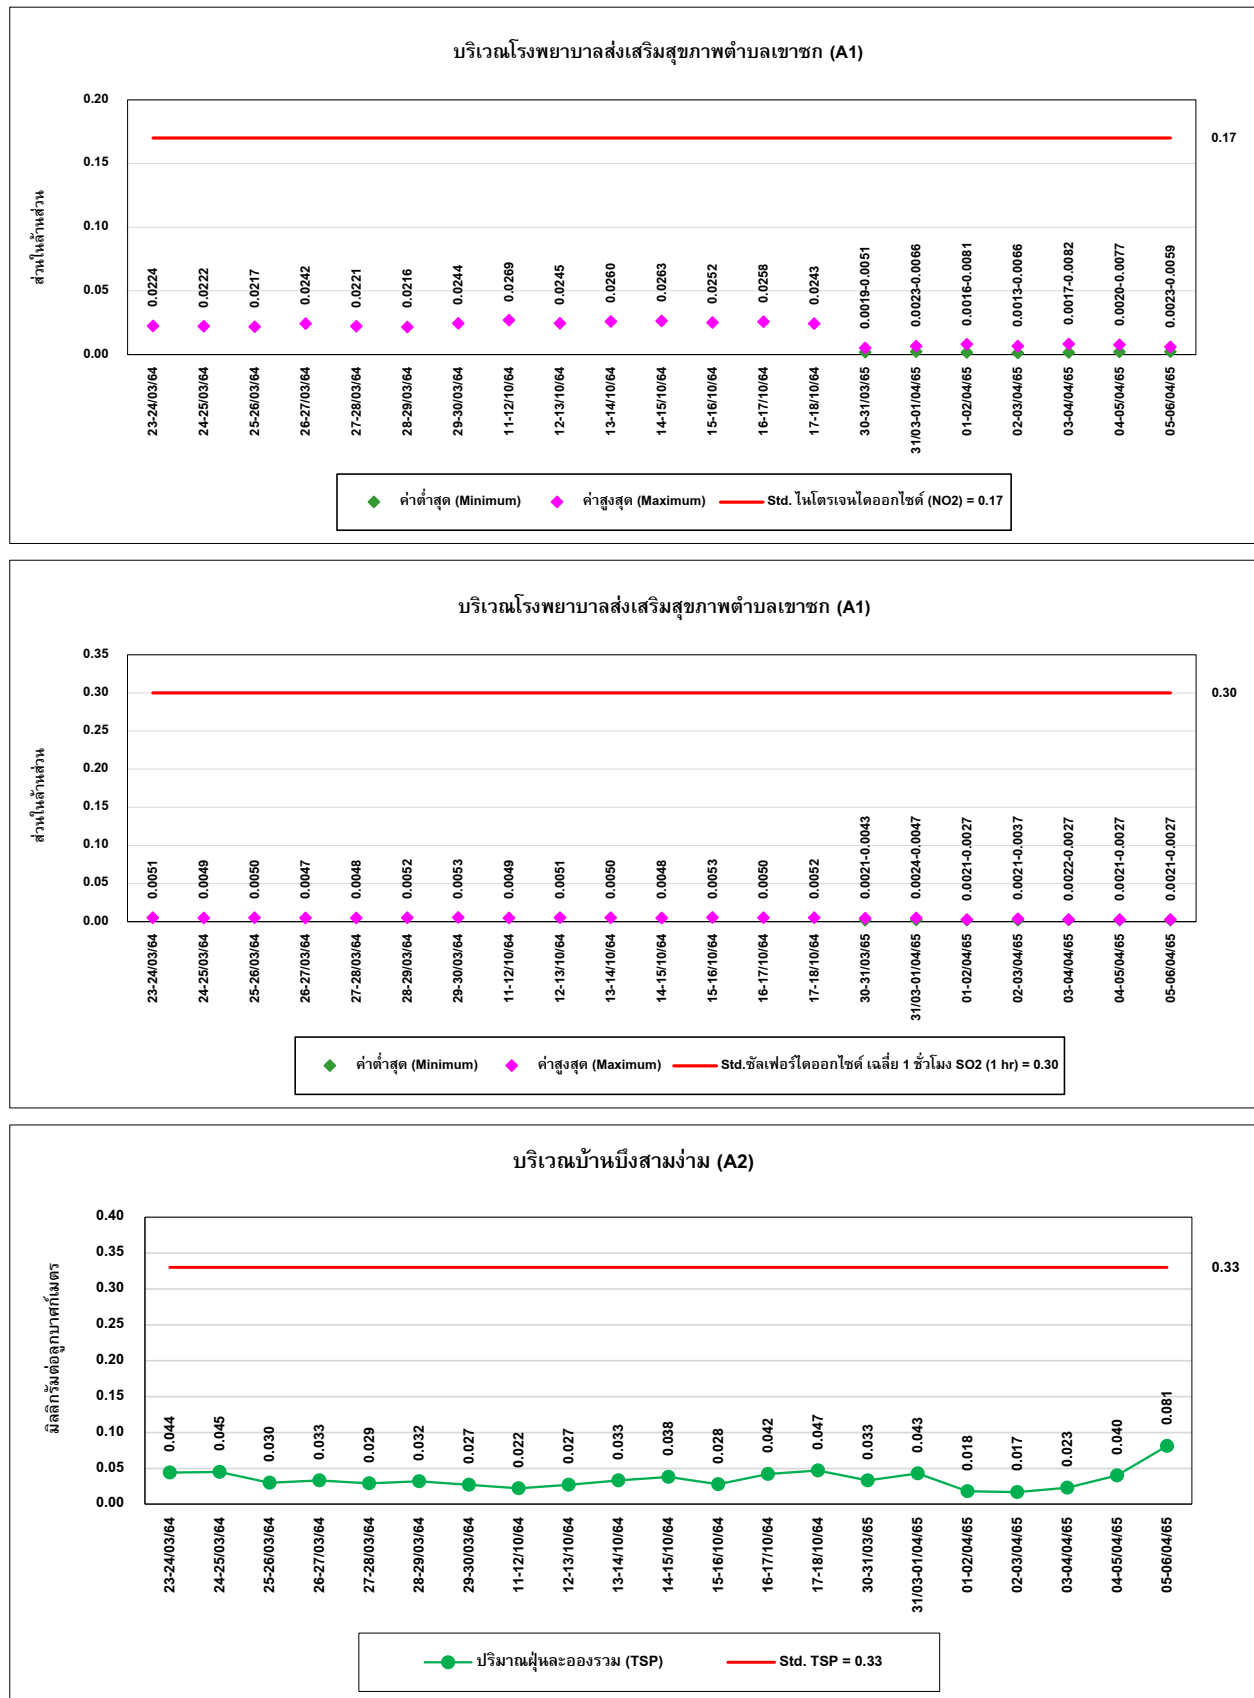 บริเวณโรงพยาบาลส่งเสริมสุขภาพตำบลเขาซก (A1)
0.20
0.15
0.10
0.05
0.00
0.17
ส่วนในล้านส่วน
0.0224 0.0222 0.0217 0.0242 0.0221 0.0216 0.0244 0.0269 0.0245 0.0260 0.0263 0.0252 0.0258 0.0243 0.0019-0.0051 0.0023-0.0066 0.0016-0.0081 0.0013-0.0066 0.0017-0.0082 0.0020-0.0077 0.0023-0.0059
23-24/03/64 24-25/03/64 25-26/03/64 26-27/03/64 27-28/03/64 28-29/03/64 29-30/03/64 11-12/10/64 12-13/10/64 13-14/10/64 14-15/10/64 15-16/10/64 16-17/10/64 17-18/10/64 30-31/03/65 31/03-01/04/65 01-02/04/65 02-03/04/65 03-04/04/65 04-05/04/65 05-06/04/65
ค่าต่ำสุด (Minimum) ค่าสูงสุด (Maximum) Std. ไนโตรเจนไดออกไซด์ (NO2) = 0.17
บริเวณโรงพยาบาลส่งเสริมสุขภาพตำบลเขาซก (A1)
0.35
0.30
0.25
0.20
0.15
0.10
0.05
0.00
0.30
ส่วนในล้านส่วน
0.0051 0.0049 0.0050 0.0047 0.0048 0.0052 0.0053 0.0049 0.0051 0.0050 0.0048 0.0053 0.0050 0.0052 0.0021-0.0043 0.0024-0.0047 0.0021-0.0027 0.0021-0.0037 0.0022-0.0027 0.0021-0.0027 0.0021-0.0027
23-24/03/64 24-25/03/64 25-26/03/64 26-27/03/64 27-28/03/64 28-29/03/64 29-30/03/64 11-12/10/64 12-13/10/64 13-14/10/64 14-15/10/64 15-16/10/64 16-17/10/64 17-18/10/64 30-31/03/65 31/03-01/04/65 01-02/04/65 02-03/04/65 03-04/04/65 04-05/04/65 05-06/04/65
ค่าต่ำสุด (Minimum) ค่าสูงสุด (Maximum) Std.ซัลเฟอร์ไดออกไซด์ เฉลี่ย 1 ชั่วโมง SO2 (1 hr) = 0.30
บริเวณบ้านบึงสามง่าม (A2)
0.40
0.35
0.30
0.25
0.20
0.15
0.10
0.05
0.00
0.33
มิลลิกรัมต่อลูกบาศก์เมตร
0.044 0.045 0.030 0.033 0.029 0.032 0.027 0.022 0.027 0.033 0.038 0.028 0.042 0.047 0.033 0.043 0.018 0.017 0.023 0.040 0.081
23-24/03/64 24-25/03/64 25-26/03/64 26-27/03/64 27-28/03/64 28-29/03/64 29-30/03/64 11-12/10/64 12-13/10/64 13-14/10/64 14-15/10/64 15-16/10/64 16-17/10/64 17-18/10/64 30-31/03/65 31/03-01/04/65 01-02/04/65 02-03/04/65 03-04/04/65 04-05/04/65 05-06/04/65
ปริมาณฝุ่นละอองรวม (TSP) Std. TSP = 0.33